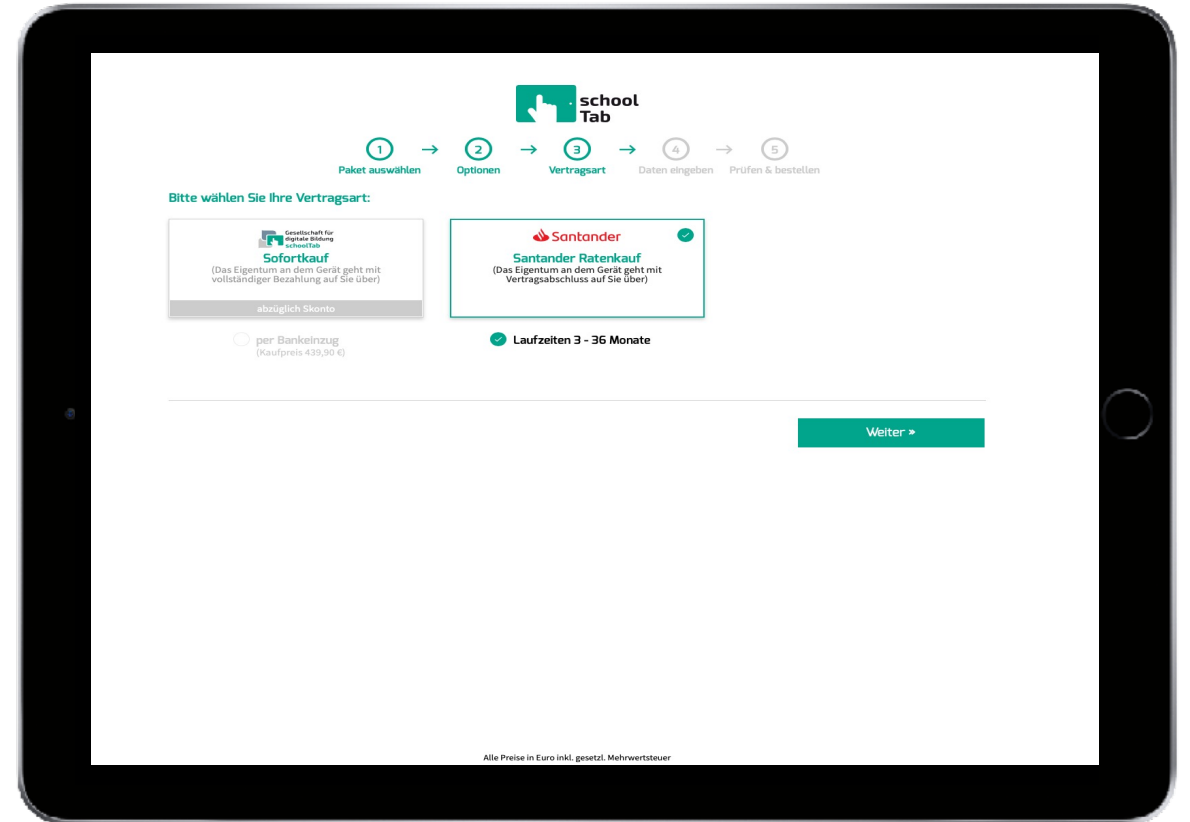 school
Tab
1 → 2 → 3 → 4 → 5
Paket auswählen Optionen Vertragsart Daten eingeben Prüfen & bestellen
Bitte wählen Sie Ihre Vertragsart:
Gesellschaft für
digitale Bildung
schoolTab
Sofortkauf
(Das Eigentum an dem Gerät geht mit
vollständiger Bezahlung auf Sie über)
abzüglich Skonto
per Bankeinzug
(Kaufpreis 439,90 €)
Santander
Santander Ratenkauf
(Das Eigentum an dem Gerät geht mit
Vertragsabschluss auf Sie über)
Laufzeiten 3 - 36 Monate
Weiter »
Alle Preise in Euro inkl. gesetzl. Mehrwertsteuer